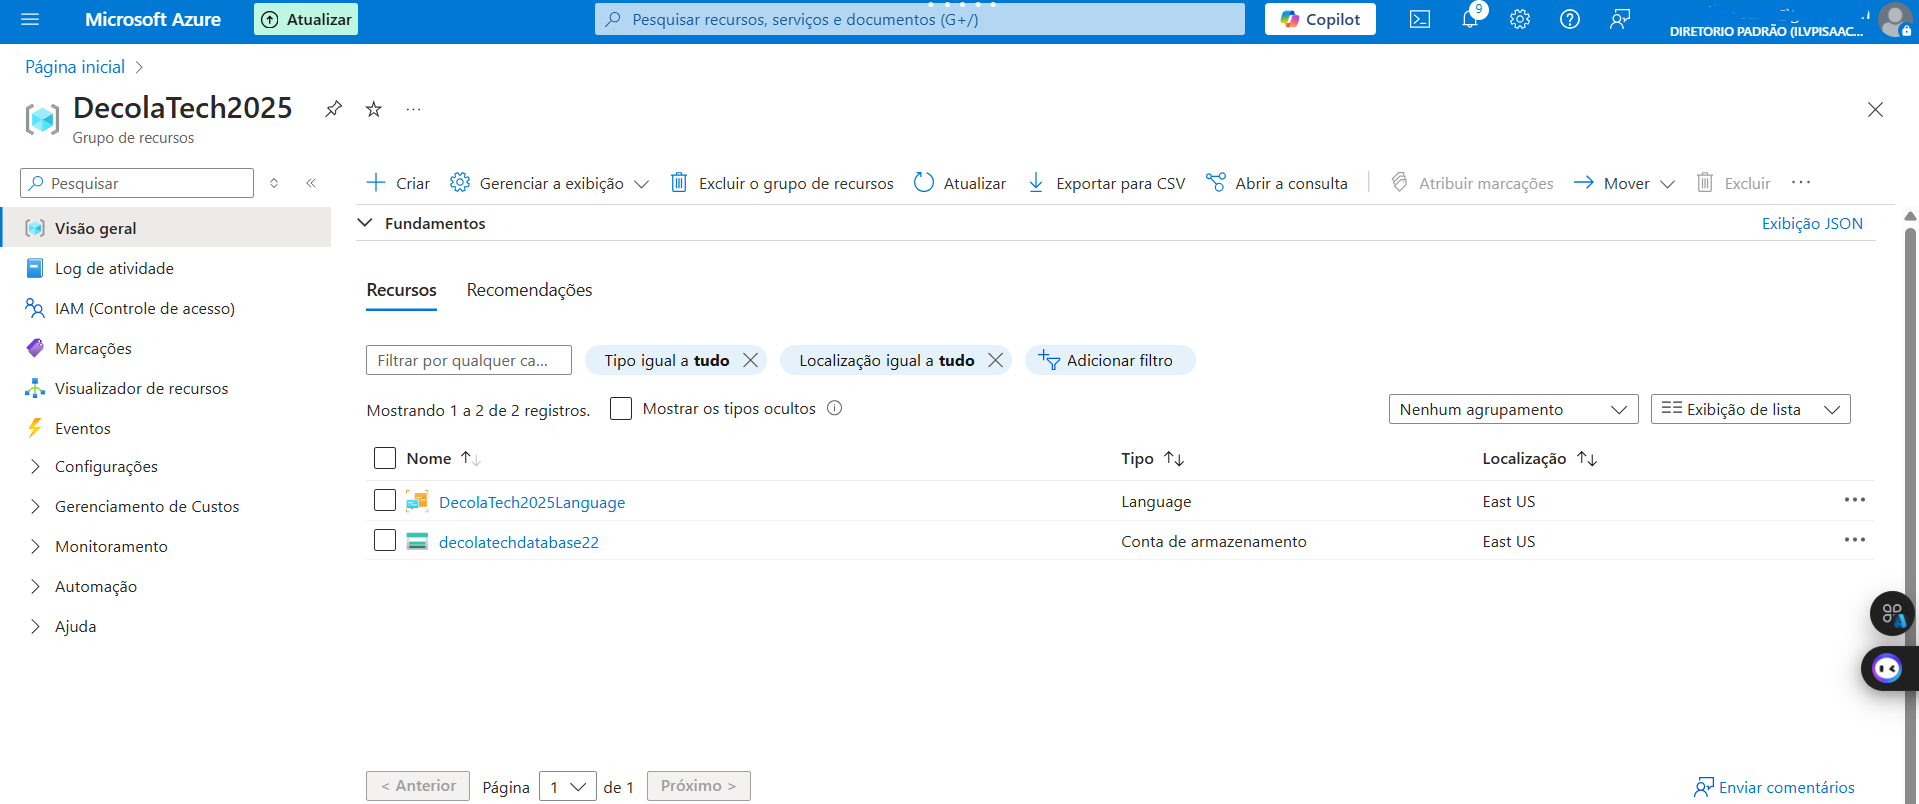 Microsoft Azure
Atualizar
Pesquisar recursos, serviços e documentos (G+/)
Copilot
9
DIRETORIO PADRÃO (ILVPISAAC...
Página inicial
DecolaTech2025
Grupo de recursos
Pesquisar
Criar
Gerenciar a exibição
Excluir o grupo de recursos
Atualizar
Exportar para CSV
Abrir a consulta
Atribuir marcações
Mover
Excluir
Visão geral
Log de atividade
IAM (Controle de acesso)
Marcações
Visualizador de recursos
Eventos
Configurações
Gerenciamento de Custos
Monitoramento
Automação
Ajuda
Fundamentos
Exibição JSON
Recursos
Recomendações
Filtrar por qualquer ca...
Tipo igual a tudo
Localização igual a tudo
Adicionar filtro
Mostrando 1 a 2 de 2 registros.
Mostrar os tipos ocultos
Nenhum agrupamento
Exibição de lista
Nome
Tipo
Localização
DecolaTech2025Language
Language
East US
decolatechdatabase22
Conta de armazenamento
East US
< Anterior
Página
1
de 1
Próximo >
Enviar comentários